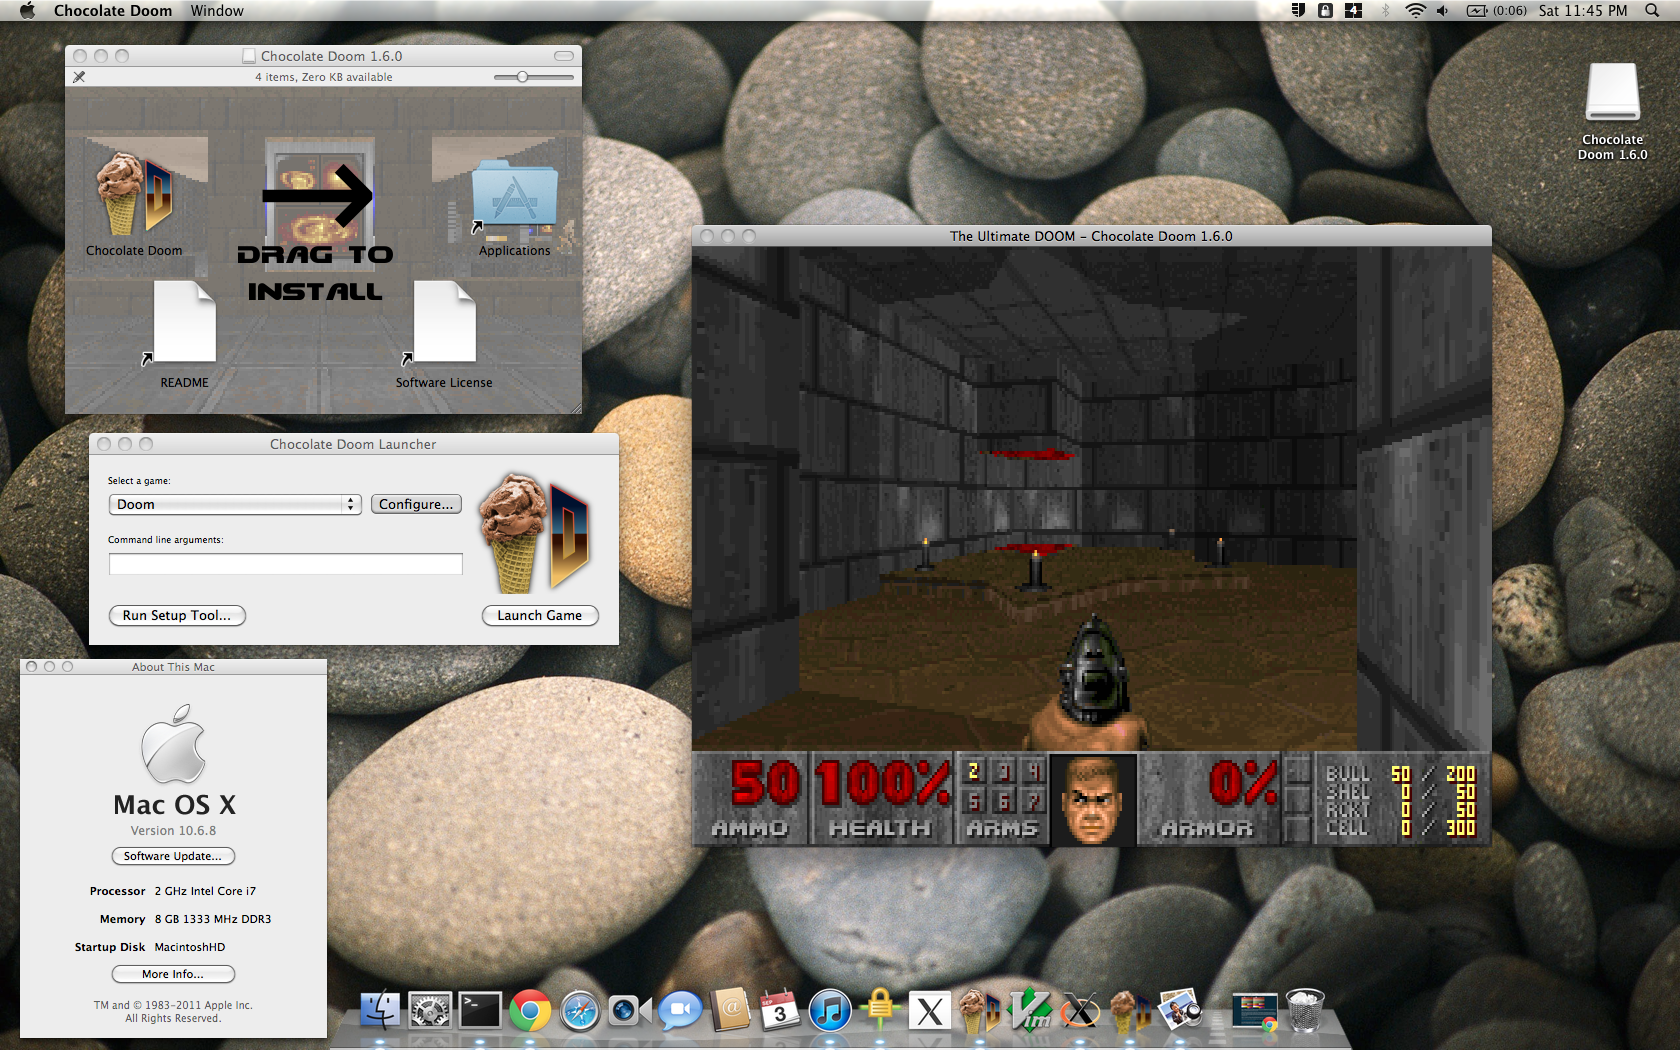 Chocolate Doom Window
4 (0:06) Sat 11:45 PM
Chocolate Doom 1.6.0
4 items, Zero KB available
Chocolate Doom
DRAG TO
INSTALL
Applications
README
Software License
Chocolate
Doom 1.6.0
Chocolate Doom Launcher
Select a game:
Doom
Configure...
Command line arguments:
Run Setup Tool...
Launch Game
The Ultimate DOOM - Chocolate Doom 1.6.0
50 100% 2 3 4 0% BULL 50 / 200
5 6 7 SHEL 0 / 50
RCKT 0 / 50
AMMO HEALTH ARMS ARMOR CELL 0 / 300
About This Mac
Mac OS X
Version 10.6.8
Software Update...
Processor 2 GHz Intel Core i7
Memory 8 GB 1333 MHz DDR3
Startup Disk MacintoshHD
More Info...
TM and © 1983-2011 Apple Inc.
All Rights Reserved.
>_
@
SEP
3
X
Vim
X